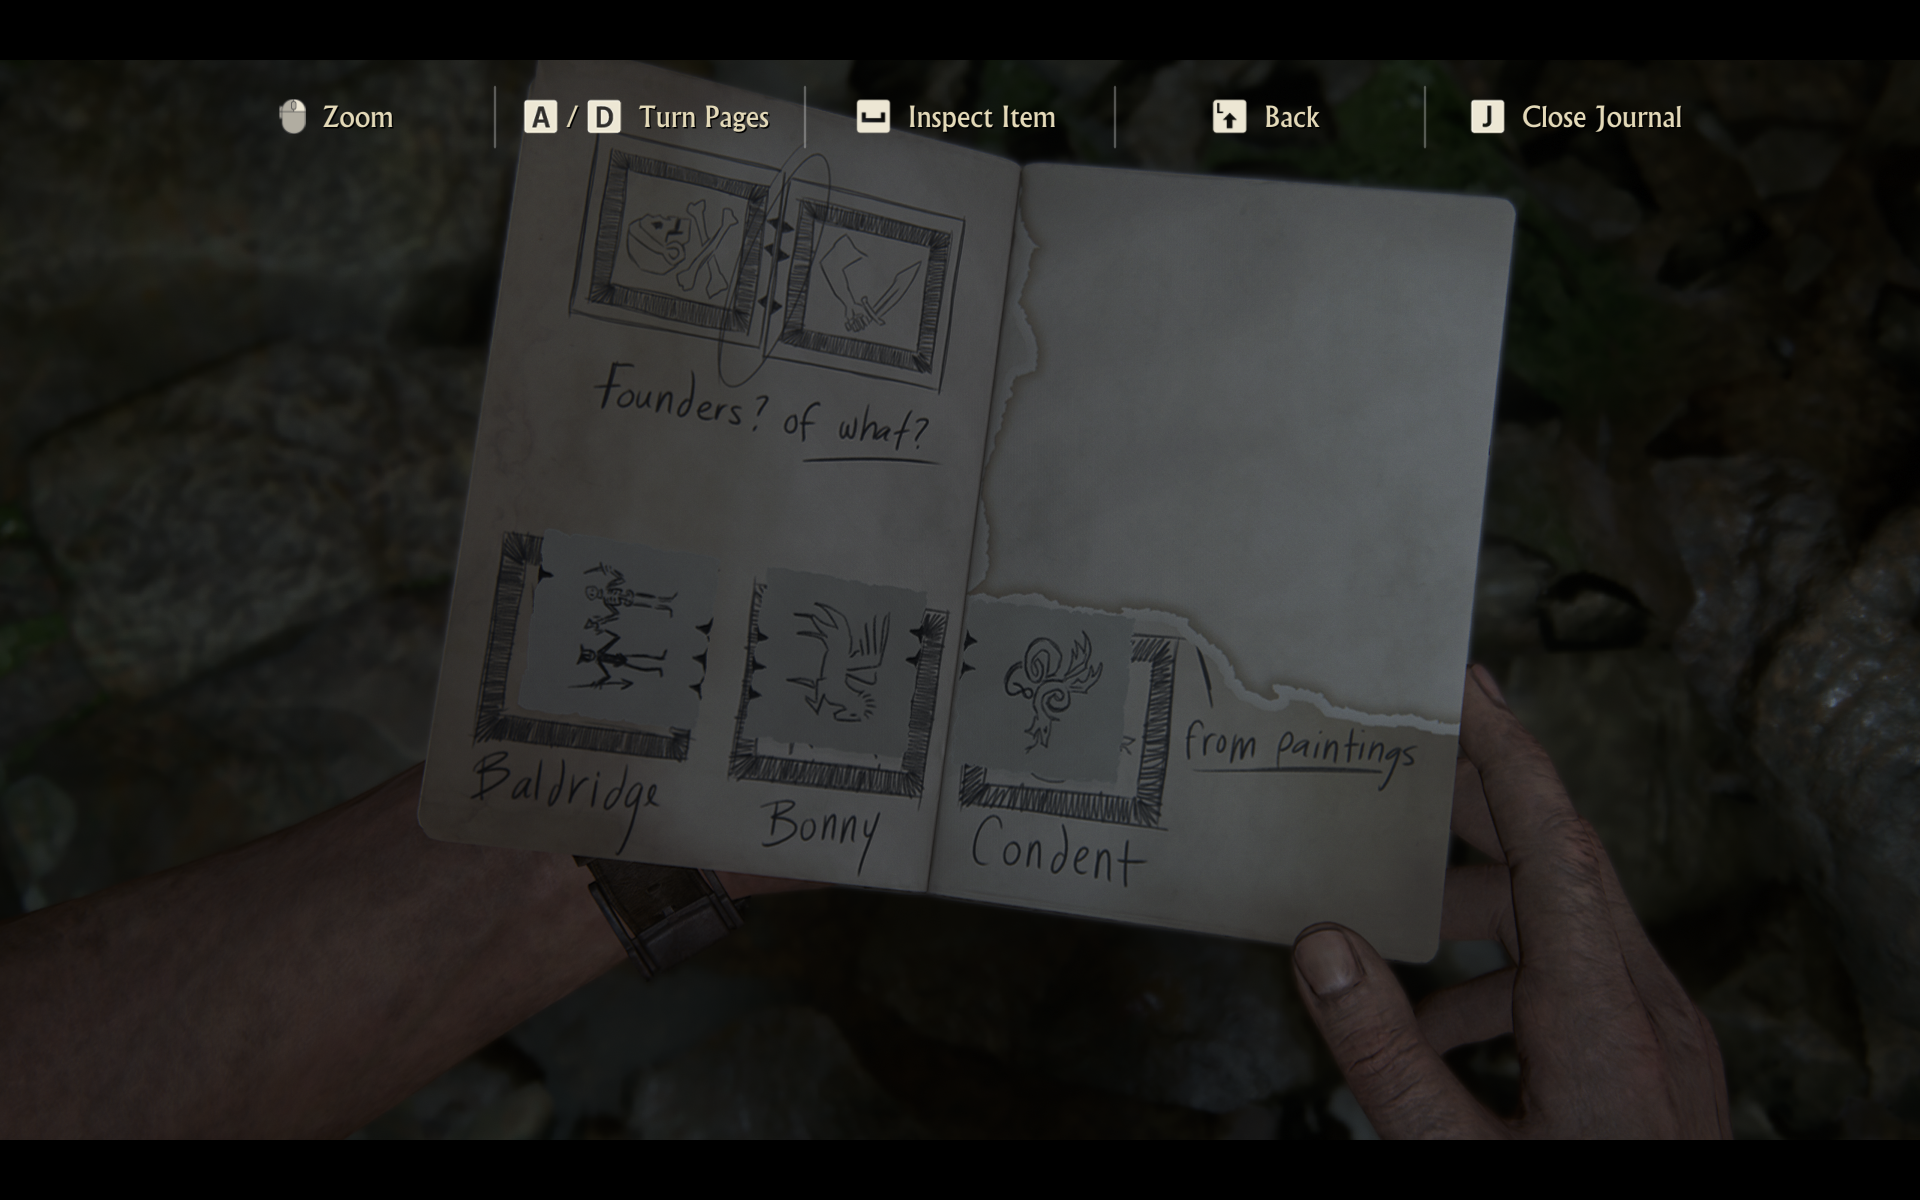 Zoom
A / D Turn Pages
Inspect Item
L Back
J Close Journal
Founders? of what?
from paintings
Baldridge
Bonny
Condent